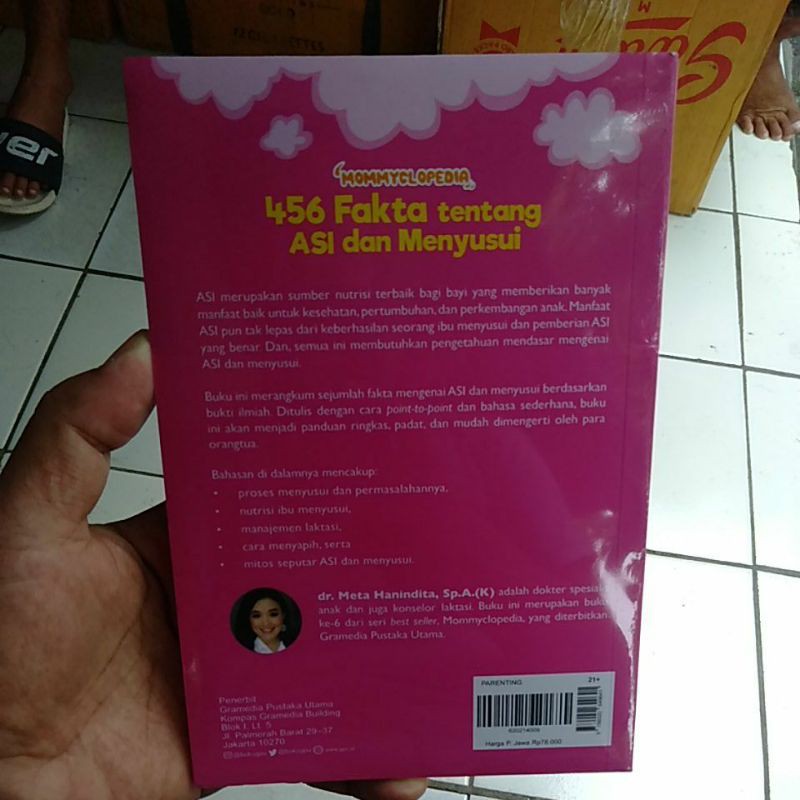 MOMMYCLOPEDIA
456 Fakta tentang
ASI dan Menyusui
ASI merupakan sumber nutrisi terbaik bagi bayi yang memberikan banyak
manfaat baik untuk kesehatan, pertumbuhan, dan perkembangan anak. Manfaat
ASI pun tak lepas dari keberhasilan seorang ibu menyusui dan pemberian ASI
yang benar. Dan, semua ini membutuhkan pengetahuan mendasar mengenai
ASI dan menyusui.
Buku ini merangkum sejumlah fakta mengenai ASI dan menyusui berdasarkan
bukti ilmiah. Ditulis dengan cara point-to-point dan bahasa sederhana, buku
ini akan menjadi panduan ringkas, padat, dan mudah dimengerti oleh para
orangtua.
Bahasan di dalamnya mencakup:
• proses menyusui dan permasalahannya,
• nutrisi ibu menyusui,
• manajemen laktasi,
• cara menyapih, serta
• mitos seputar ASI dan menyusui.
dr. Meta Hanindita, Sp.A.(K) adalah dokter spesialis
anak dan juga konselor laktasi. Buku ini merupakan buku
ke-6 dari seri best seller, Mommyclopedia, yang diterbitkan
Gramedia Pustaka Utama.
Penerbit
Gramedia Pustaka Utama
Kompas Gramedia Building
Blok I, Lt. 5
Jl. Palmerah Barat 29-37
Jakarta 10270
PARENTING 21+
620214009
Harga P. Jawa Rp78.000
ver